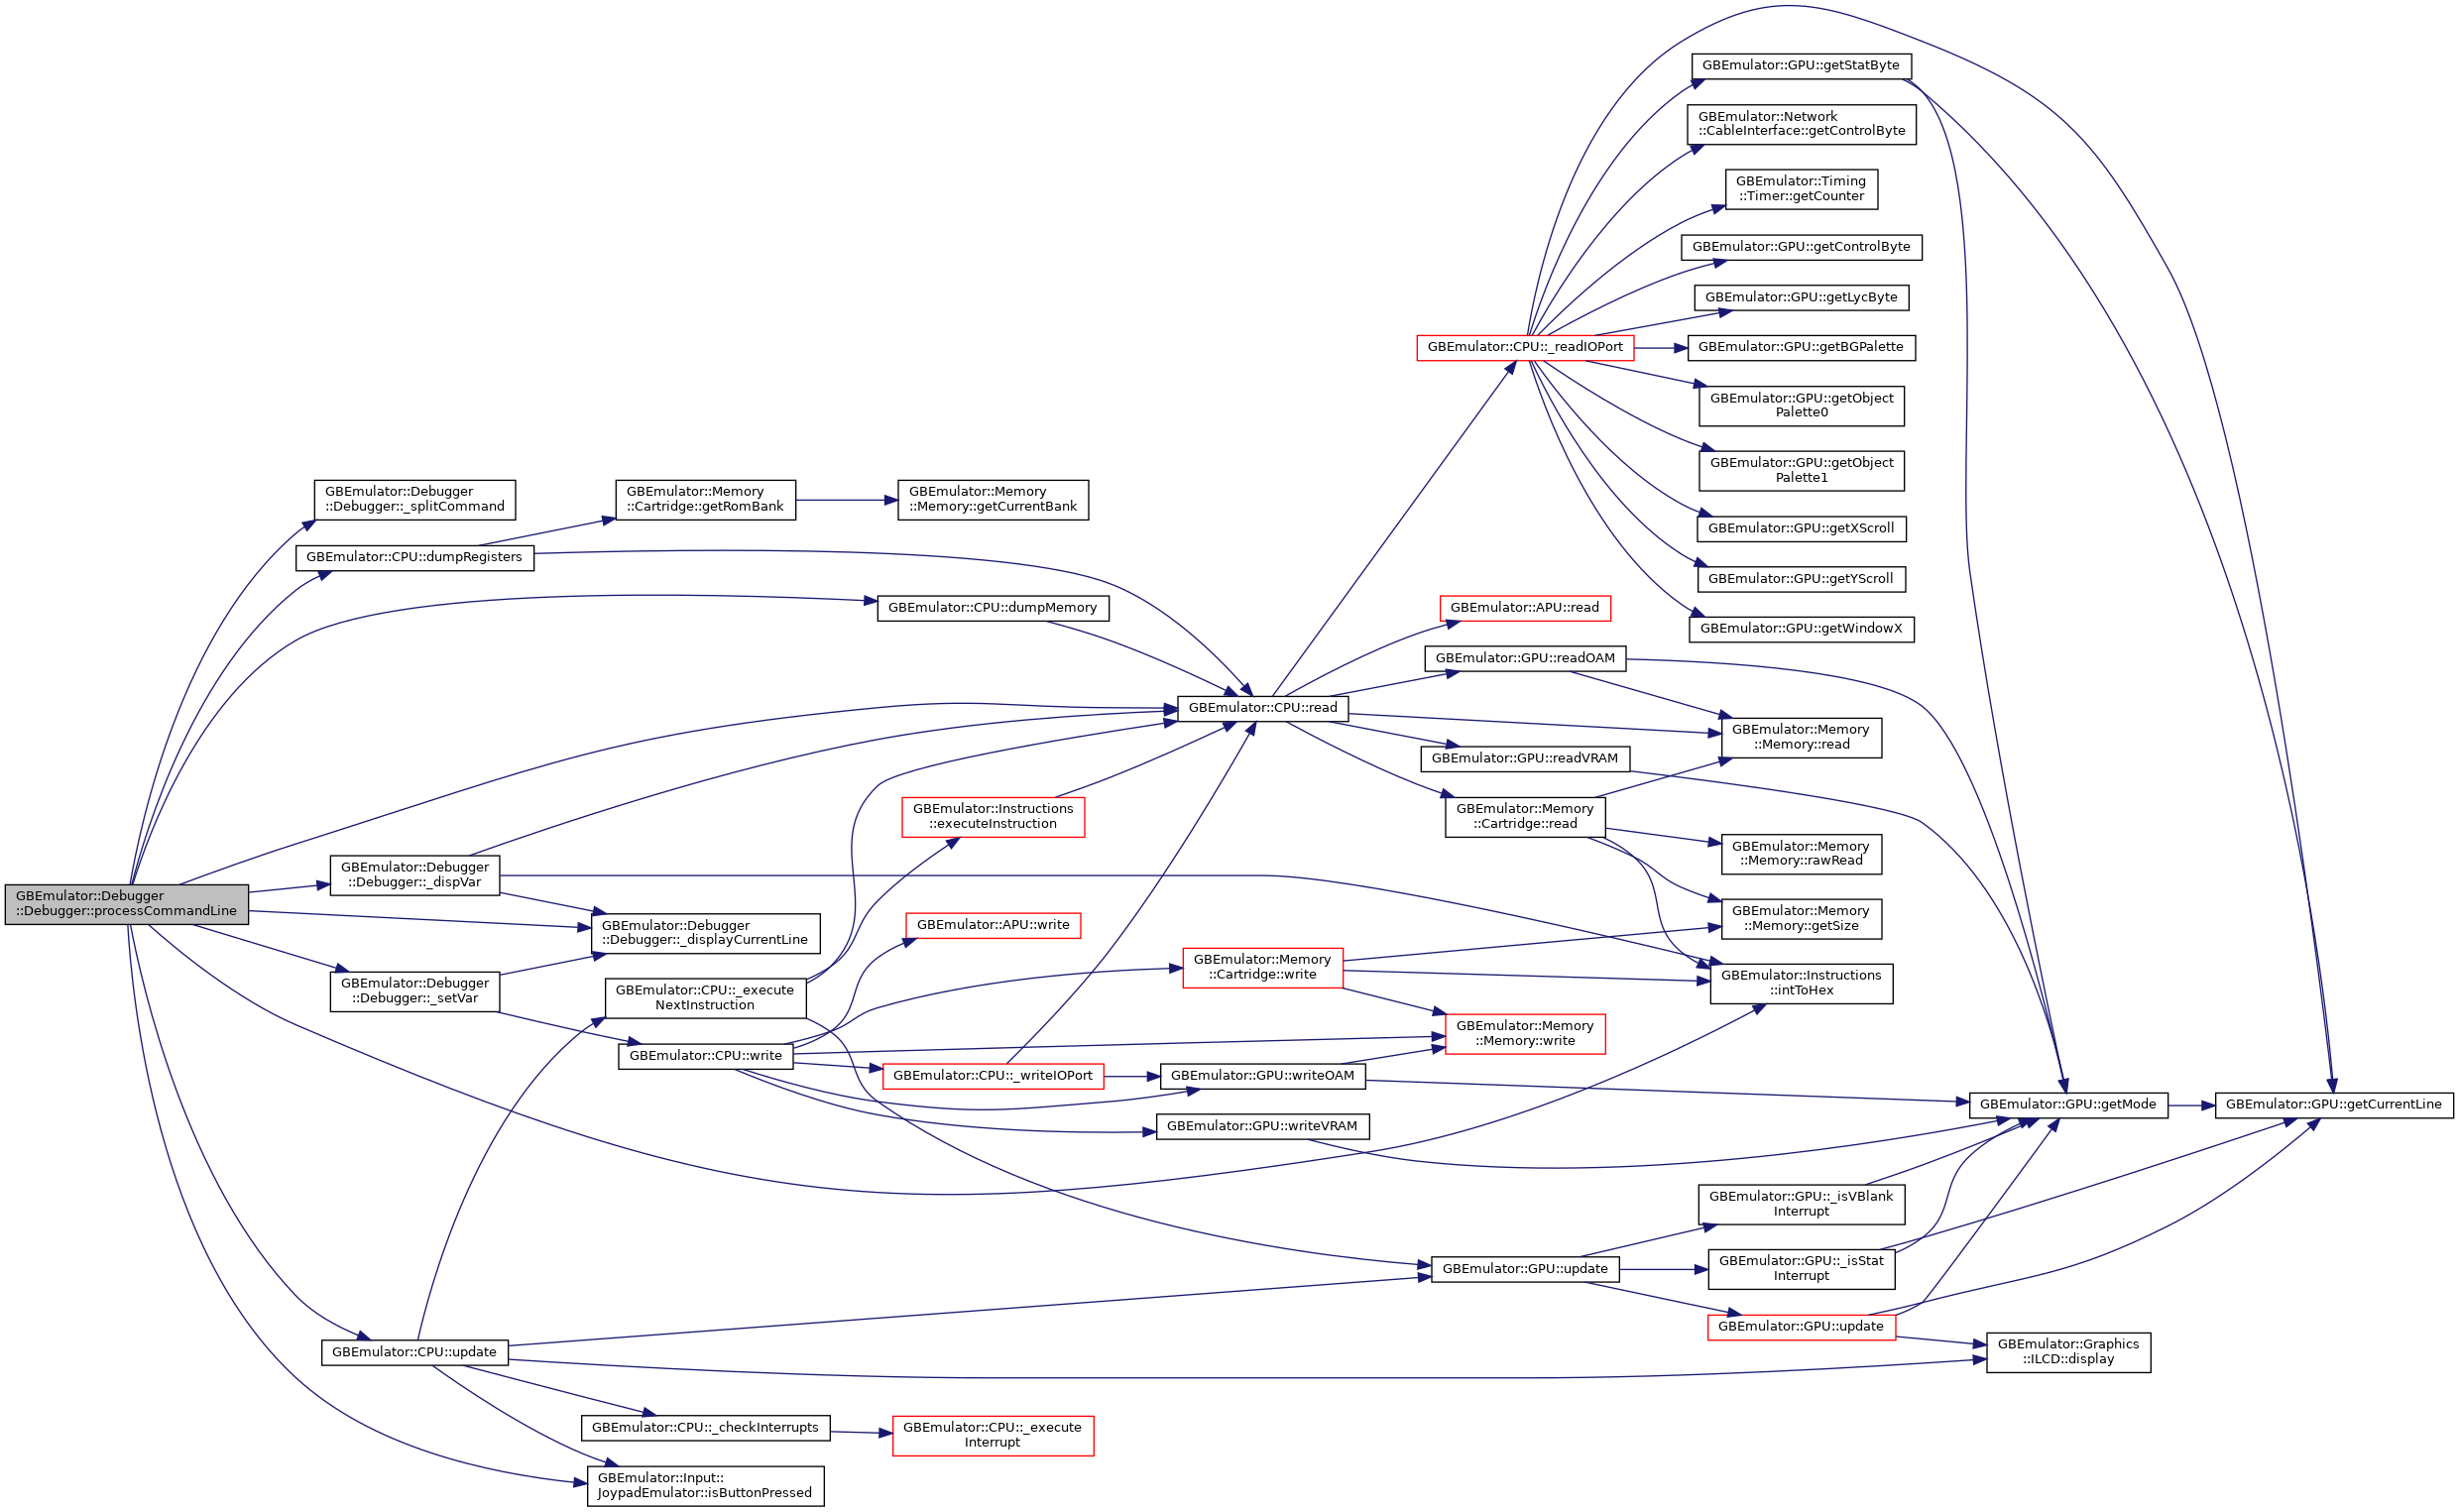 GBEmulator::Debugger
::Debugger::processCommandLine
GBEmulator::Debugger
::Debugger::_splitCommand
GBEmulator::CPU::dumpRegisters
GBEmulator::Memory
::Cartridge::getRomBank
GBEmulator::Memory
::Memory::getCurrentBank
GBEmulator::CPU::dumpMemory
GBEmulator::CPU::read
GBEmulator::Debugger
::Debugger::_dispVar
GBEmulator::Debugger
::Debugger::_displayCurrentLine
GBEmulator::Debugger
::Debugger::_setVar
GBEmulator::CPU::_execute
NextInstruction
GBEmulator::Instructions
::executeInstruction
GBEmulator::APU::write
GBEmulator::CPU::write
GBEmulator::CPU::_writeIOPort
GBEmulator::Memory
::Cartridge::write
GBEmulator::GPU::writeOAM
GBEmulator::GPU::writeVRAM
GBEmulator::CPU::update
GBEmulator::CPU::_checkInterrupts
GBEmulator::CPU::_execute
Interrupt
GBEmulator::Input::
JoypadEmulator::isButtonPressed
GBEmulator::CPU::_readIOPort
GBEmulator::APU::read
GBEmulator::GPU::readOAM
GBEmulator::GPU::readVRAM
GBEmulator::Memory
::Cartridge::read
GBEmulator::Memory
::Memory::write
GBEmulator::GPU::update
GBEmulator::GPU::getStatByte
GBEmulator::Network
::CableInterface::getControlByte
GBEmulator::Timing
::Timer::getCounter
GBEmulator::GPU::getControlByte
GBEmulator::GPU::getLycByte
GBEmulator::GPU::getBGPalette
GBEmulator::GPU::getObject
Palette0
GBEmulator::GPU::getObject
Palette1
GBEmulator::GPU::getXScroll
GBEmulator::GPU::getYScroll
GBEmulator::GPU::getWindowX
GBEmulator::Memory
::Memory::read
GBEmulator::Memory
::Memory::rawRead
GBEmulator::Memory
::Memory::getSize
GBEmulator::Instructions
::intToHex
GBEmulator::GPU::_isVBlank
Interrupt
GBEmulator::GPU::_isStat
Interrupt
GBEmulator::GPU::update
GBEmulator::GPU::getMode
GBEmulator::GPU::getCurrentLine
GBEmulator::Graphics
::ILCD::display